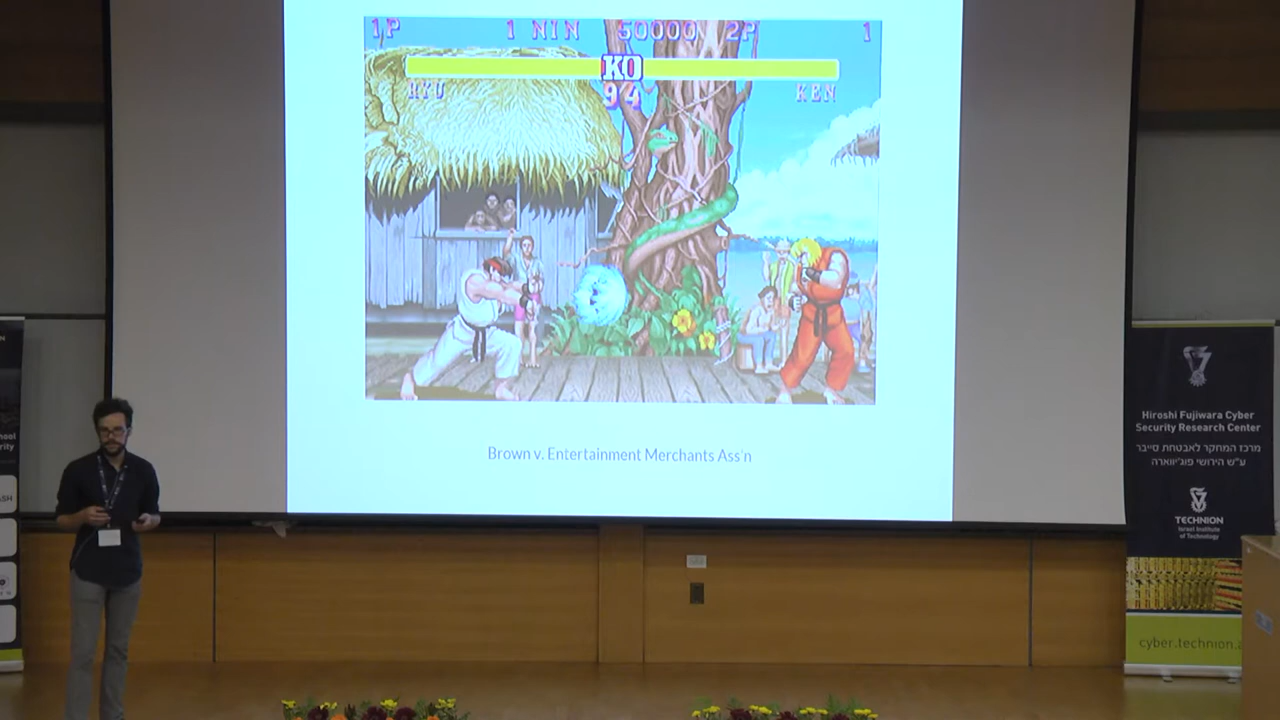 1P 1 NIN 50000 2P 1
KO
RYU 94 KEN
Brown v. Entertainment Merchants Ass'n
Hiroshi Fujiwara Cyber
Security Research Center
מרכז המחקר לאבטחת סייבר
ע"ש הירושי פוג'יווארה
TECHNION
Israel Institute
of Technology
cyber.technion.a